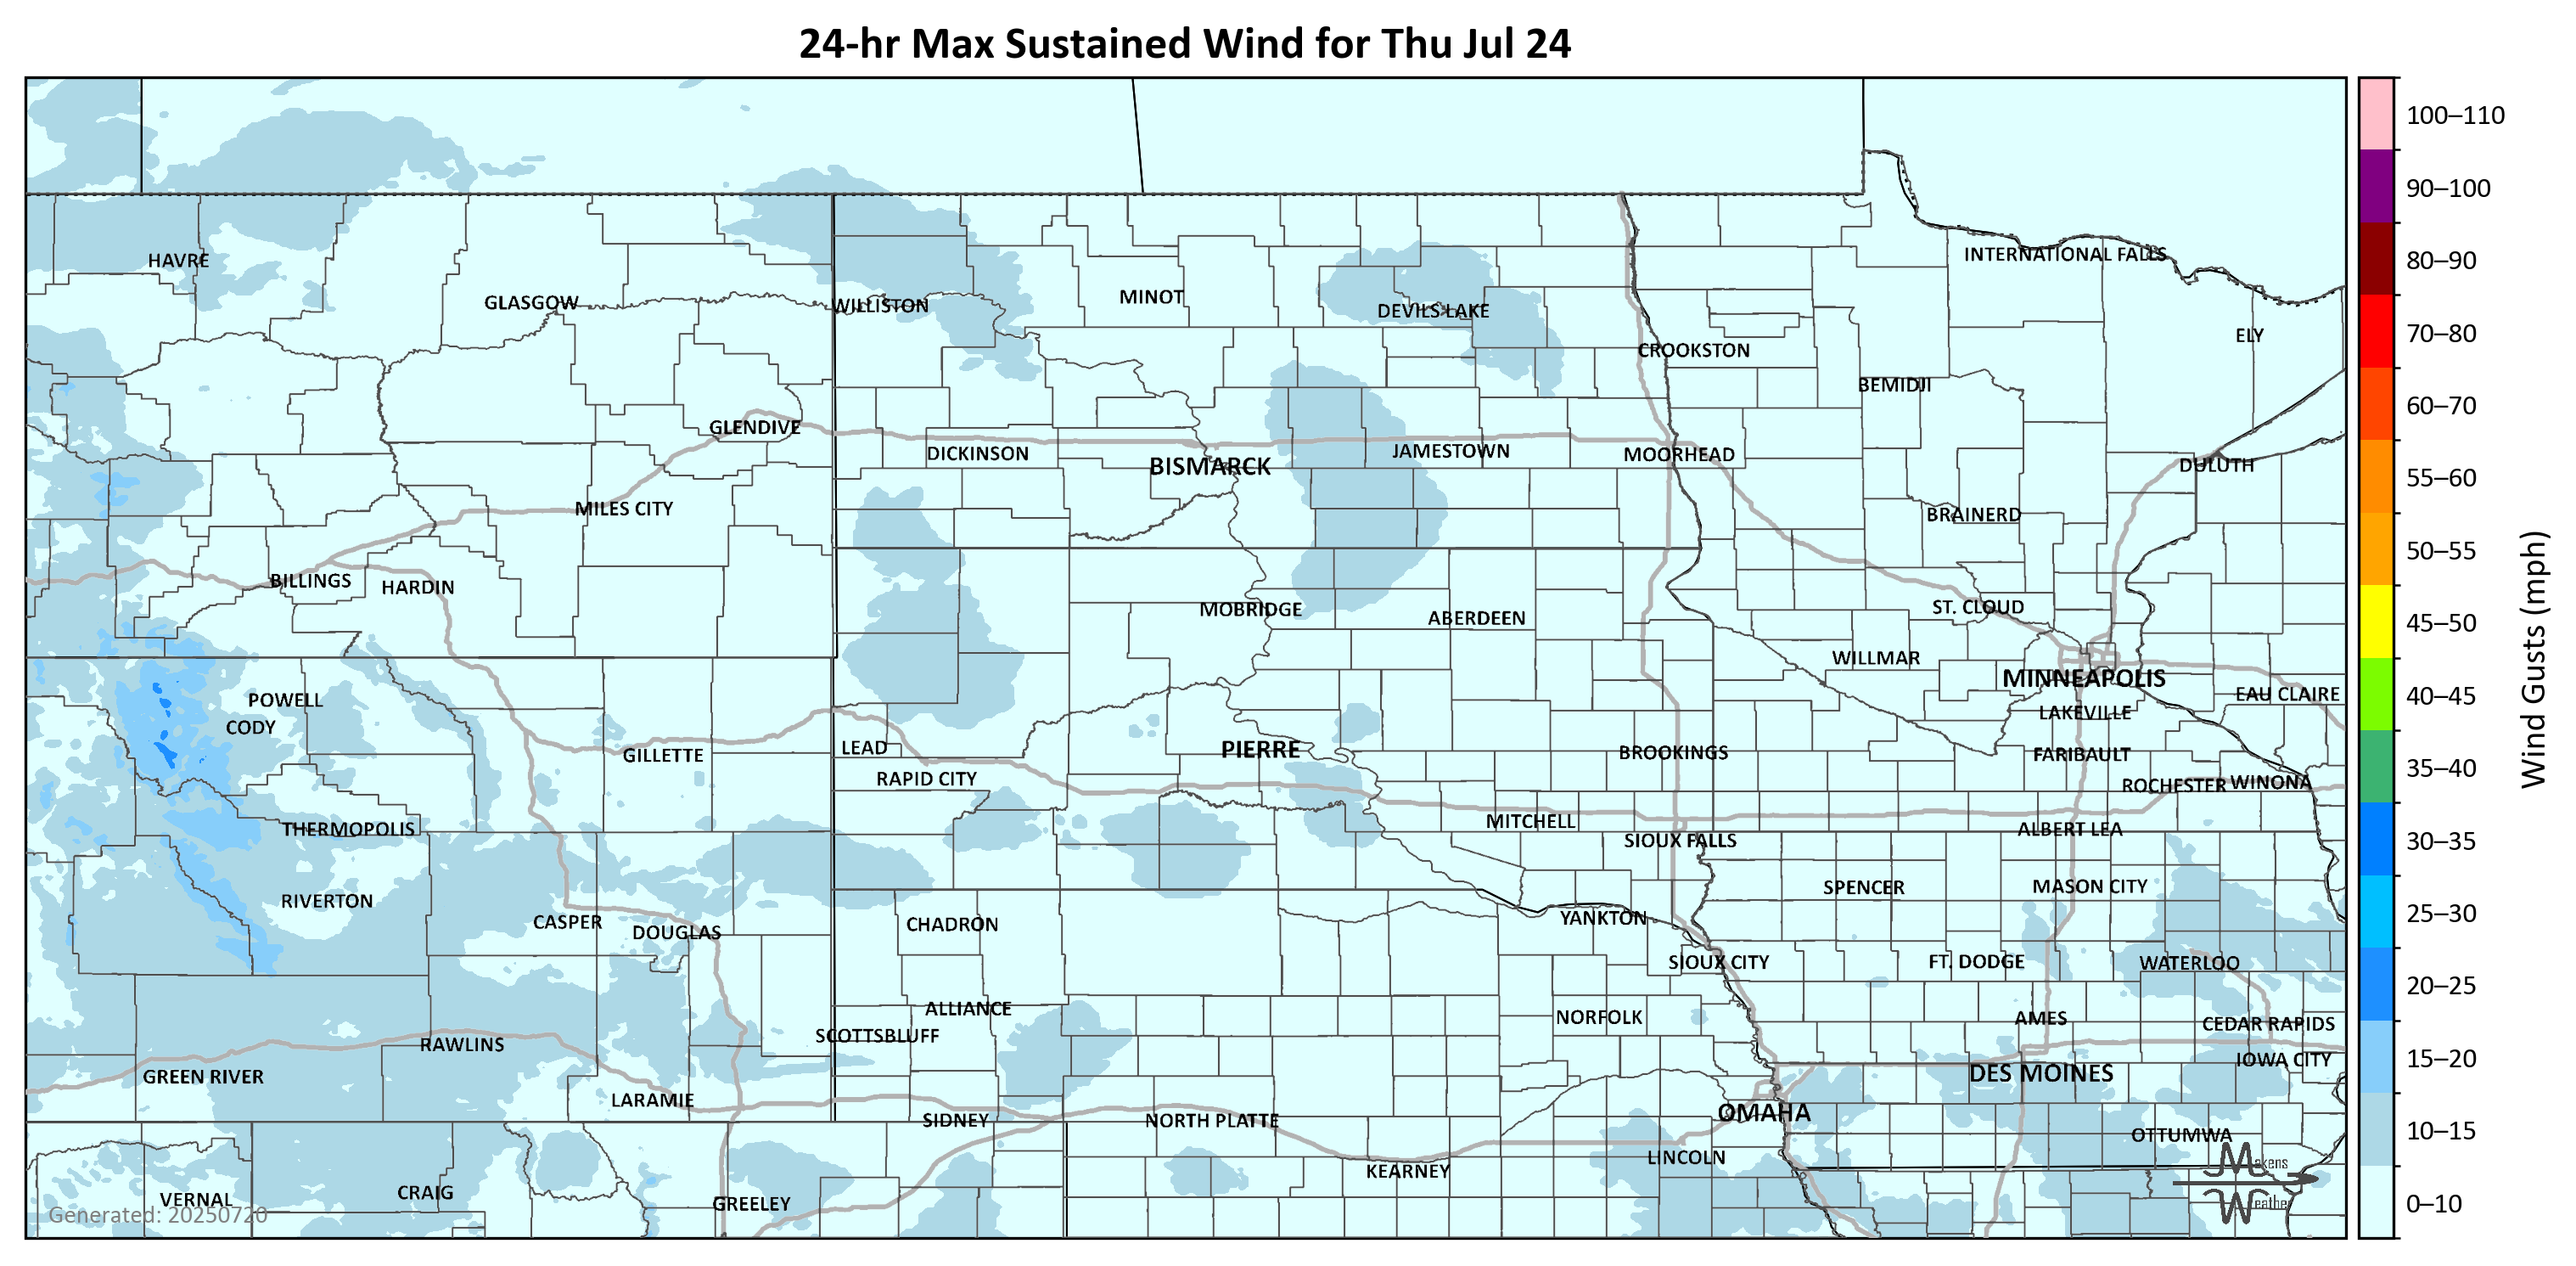 24-hr Max Sustained Wind for Thu Jul 24
100–110
90–100
80–90
70–80
60–70
55–60
50–55
45–50
40–45
35–40
30–35
25–30
20–25
15–20
10–15
0–10
Wind Gusts (mph)
INTERNATIONAL FALLS
HAVRE
GLASGOW
WILLISTON
MINOT
DEVILS LAKE
ELY
CROOKSTON
BEMIDJI
GLENDIVE
DICKINSON
BISMARCK
JAMESTOWN
MOORHEAD
DULUTH
MILES CITY
BRAINERD
BILLINGS
HARDIN
MOBRIDGE
ABERDEEN
ST. CLOUD
WILLMAR
MINNEAPOLIS
EAU CLAIRE
POWELL
CODY
LAKEVILLE
GILLETTE
LEAD
PIERRE
BROOKINGS
FARIBAULT
RAPID CITY
ROCHESTER
WINONA
THERMOPOLIS
MITCHELL
SIOUX FALLS
ALBERT LEA
RIVERTON
SPENCER
MASON CITY
CASPER
DOUGLAS
CHADRON
YANKTON
SIOUX CITY
FT. DODGE
WATERLOO
ALLIANCE
SCOTTSBLUFF
NORFOLK
AMES
CEDAR RAPIDS
RAWLINS
IOWA CITY
GREEN RIVER
DES MOINES
LARAMIE
SIDNEY
NORTH PLATTE
OMAHA
OTTUMWA
LINCOLN
KEARNEY
VERNAL
CRAIG
GREELEY
Makens
Weather
Generated: 20250720